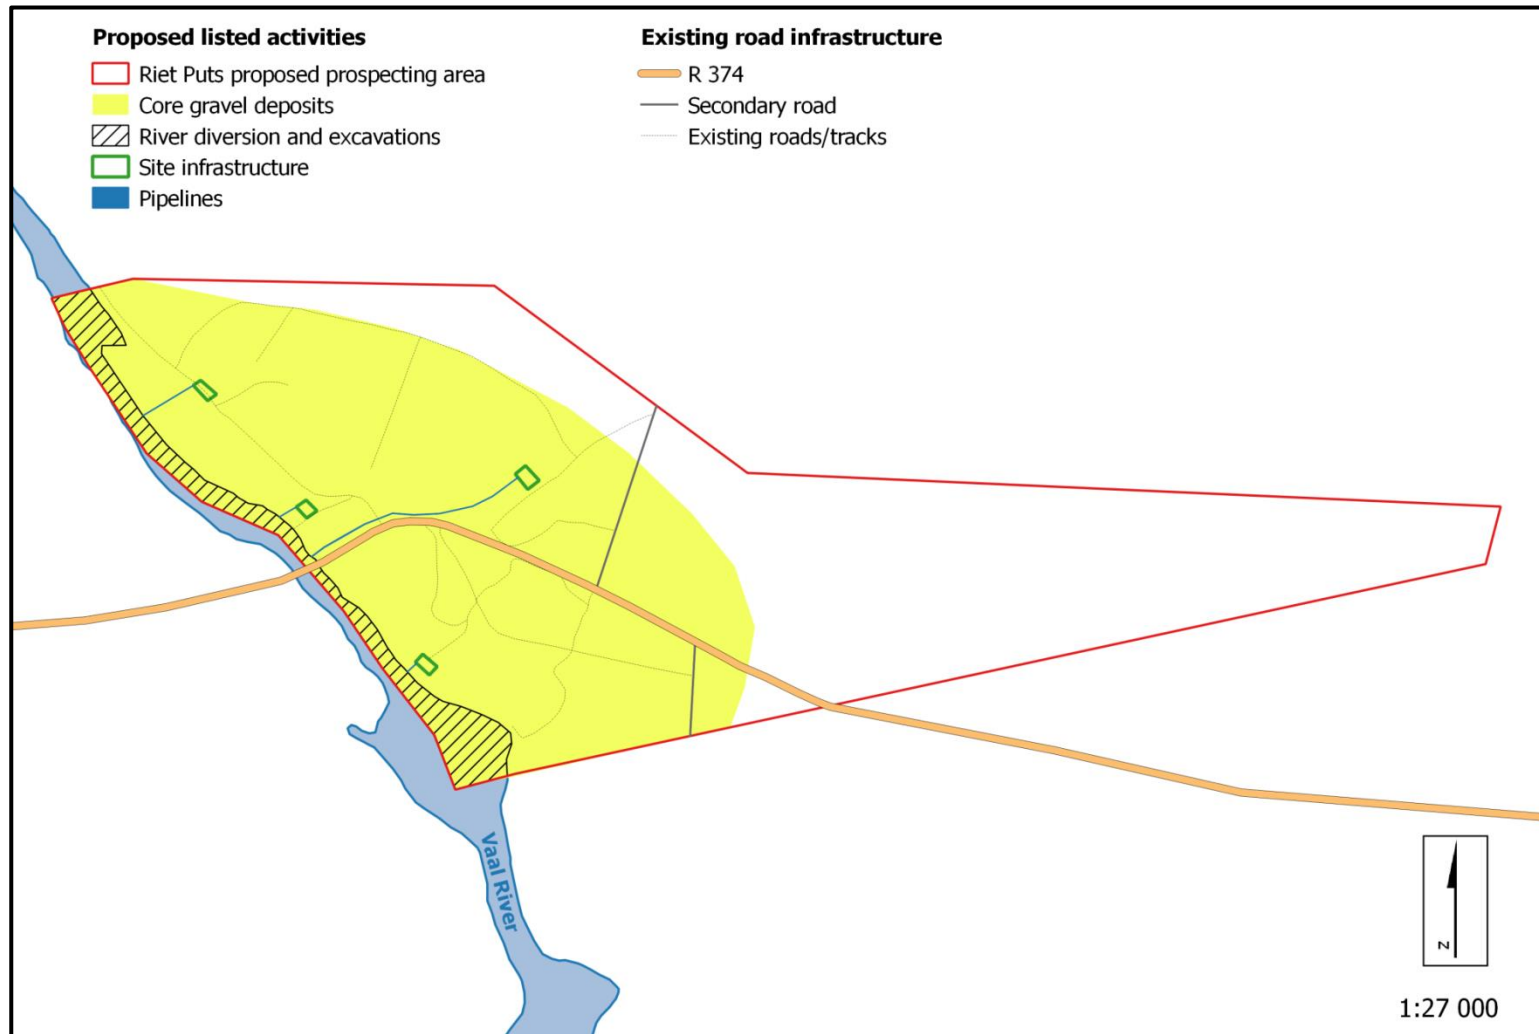 Proposed listed activities
Riet Puts proposed prospecting area
Core gravel deposits
River diversion and excavations
Site infrastructure
Pipelines
Existing road infrastructure
R 374
Secondary road
Existing roads/tracks
Vaal River
N
1:27 000